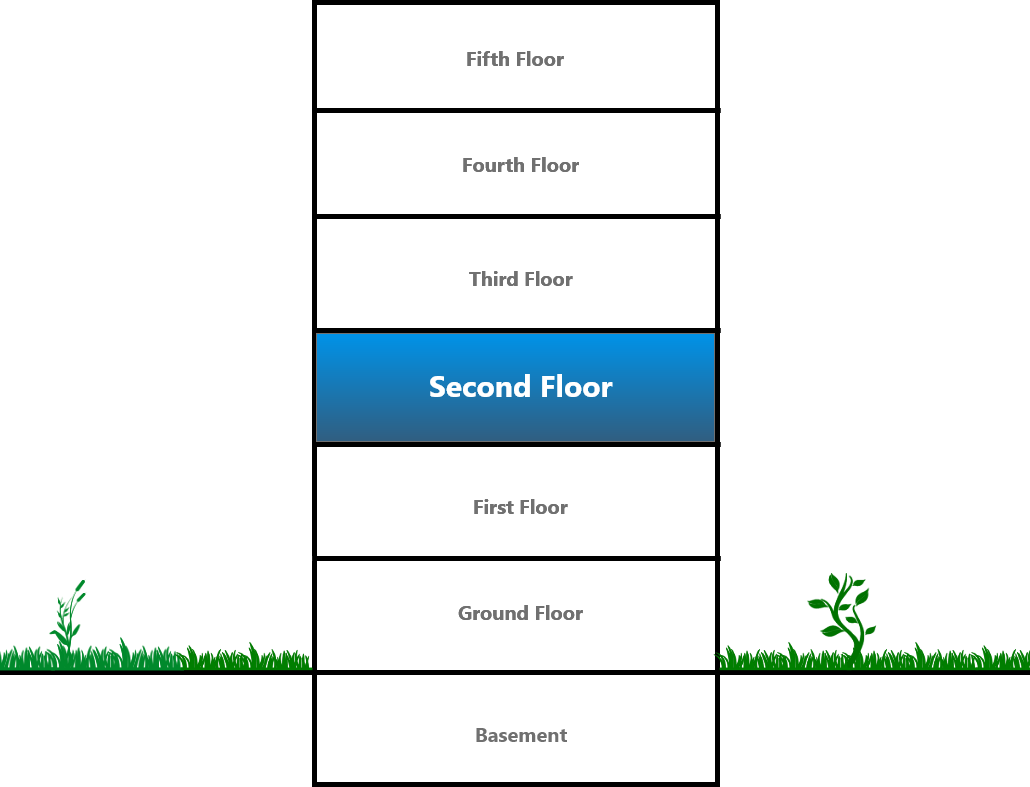 Fifth Floor
Fourth Floor
Third Floor
Second Floor
First Floor
Ground Floor
Basement